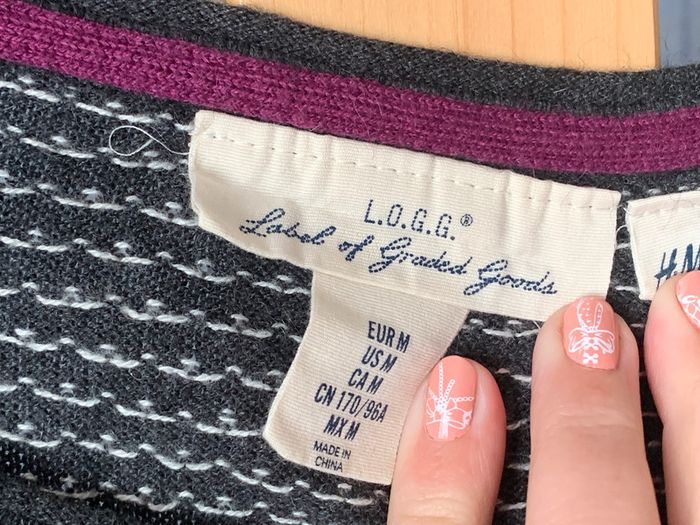 L.O.G.G.®
Label of Graded Goods
EUR M
US M
CA M
CN 170/96A
MX M
MADE IN
CHINA